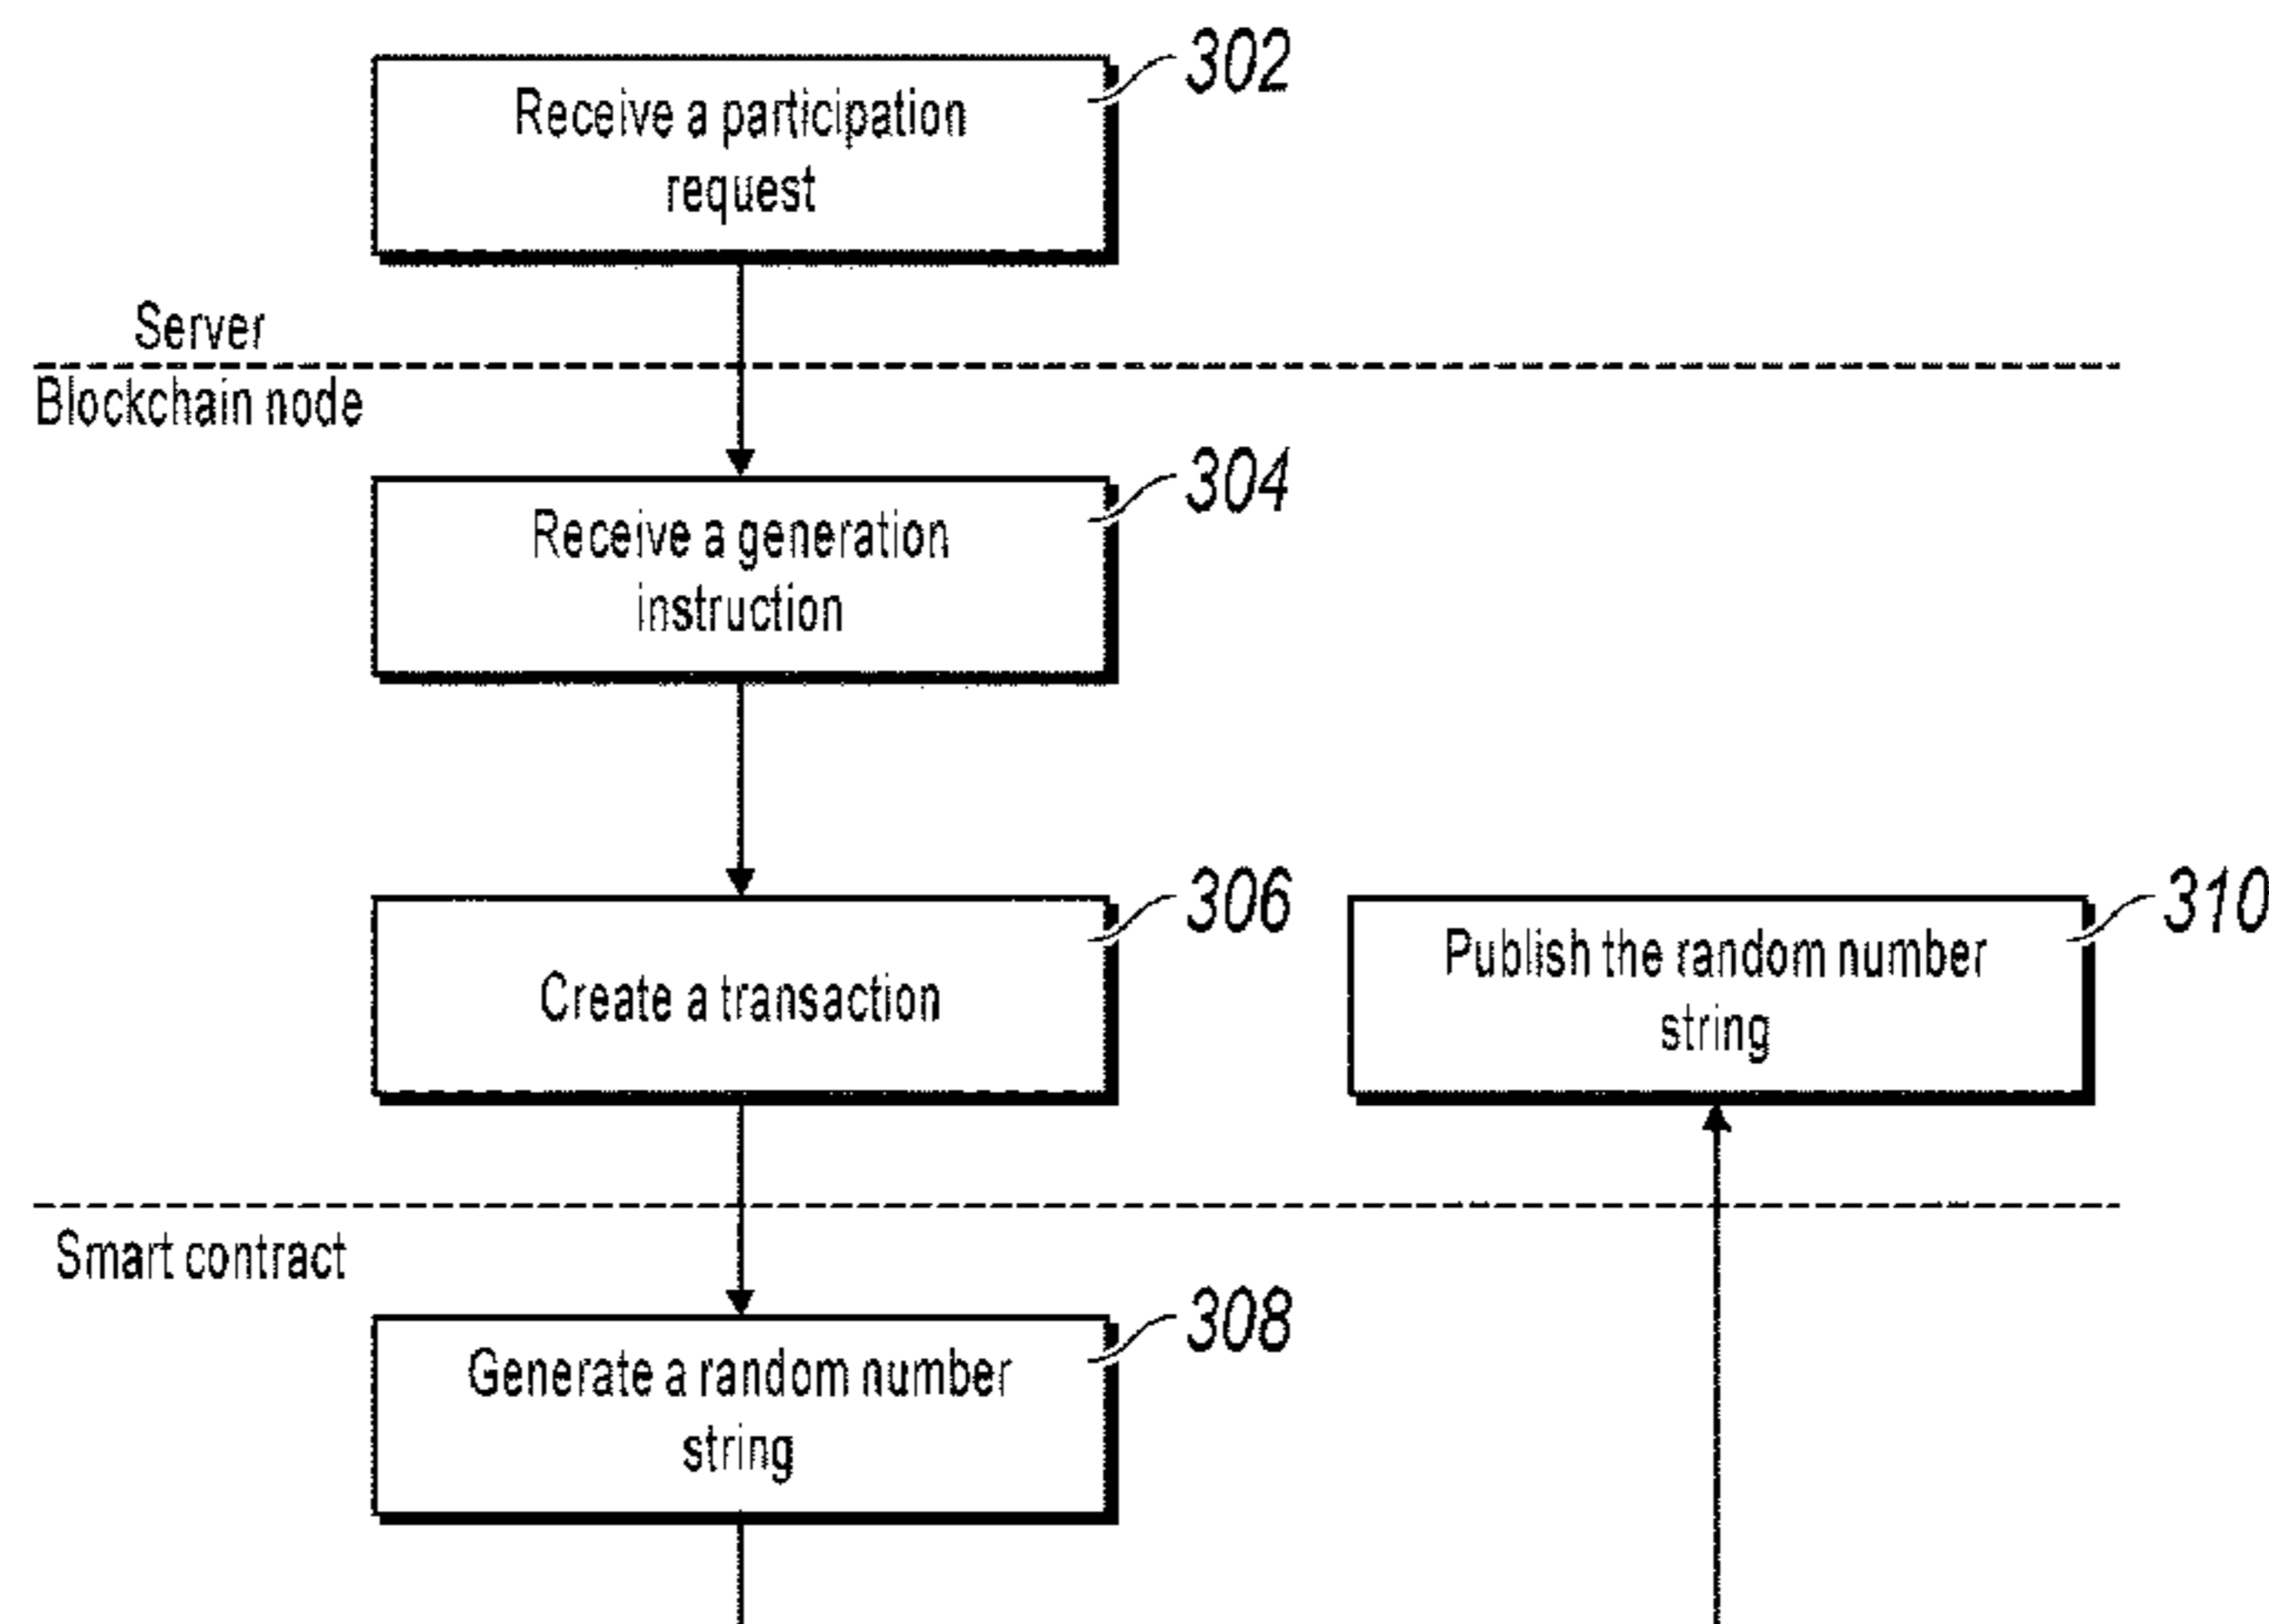 302
Receive a participation
request
Server
Blockchain node
304
Receive a generation
instruction
306
Create a transaction
310
Publish the random number
string
Smart contract
308
Generate a random number
string